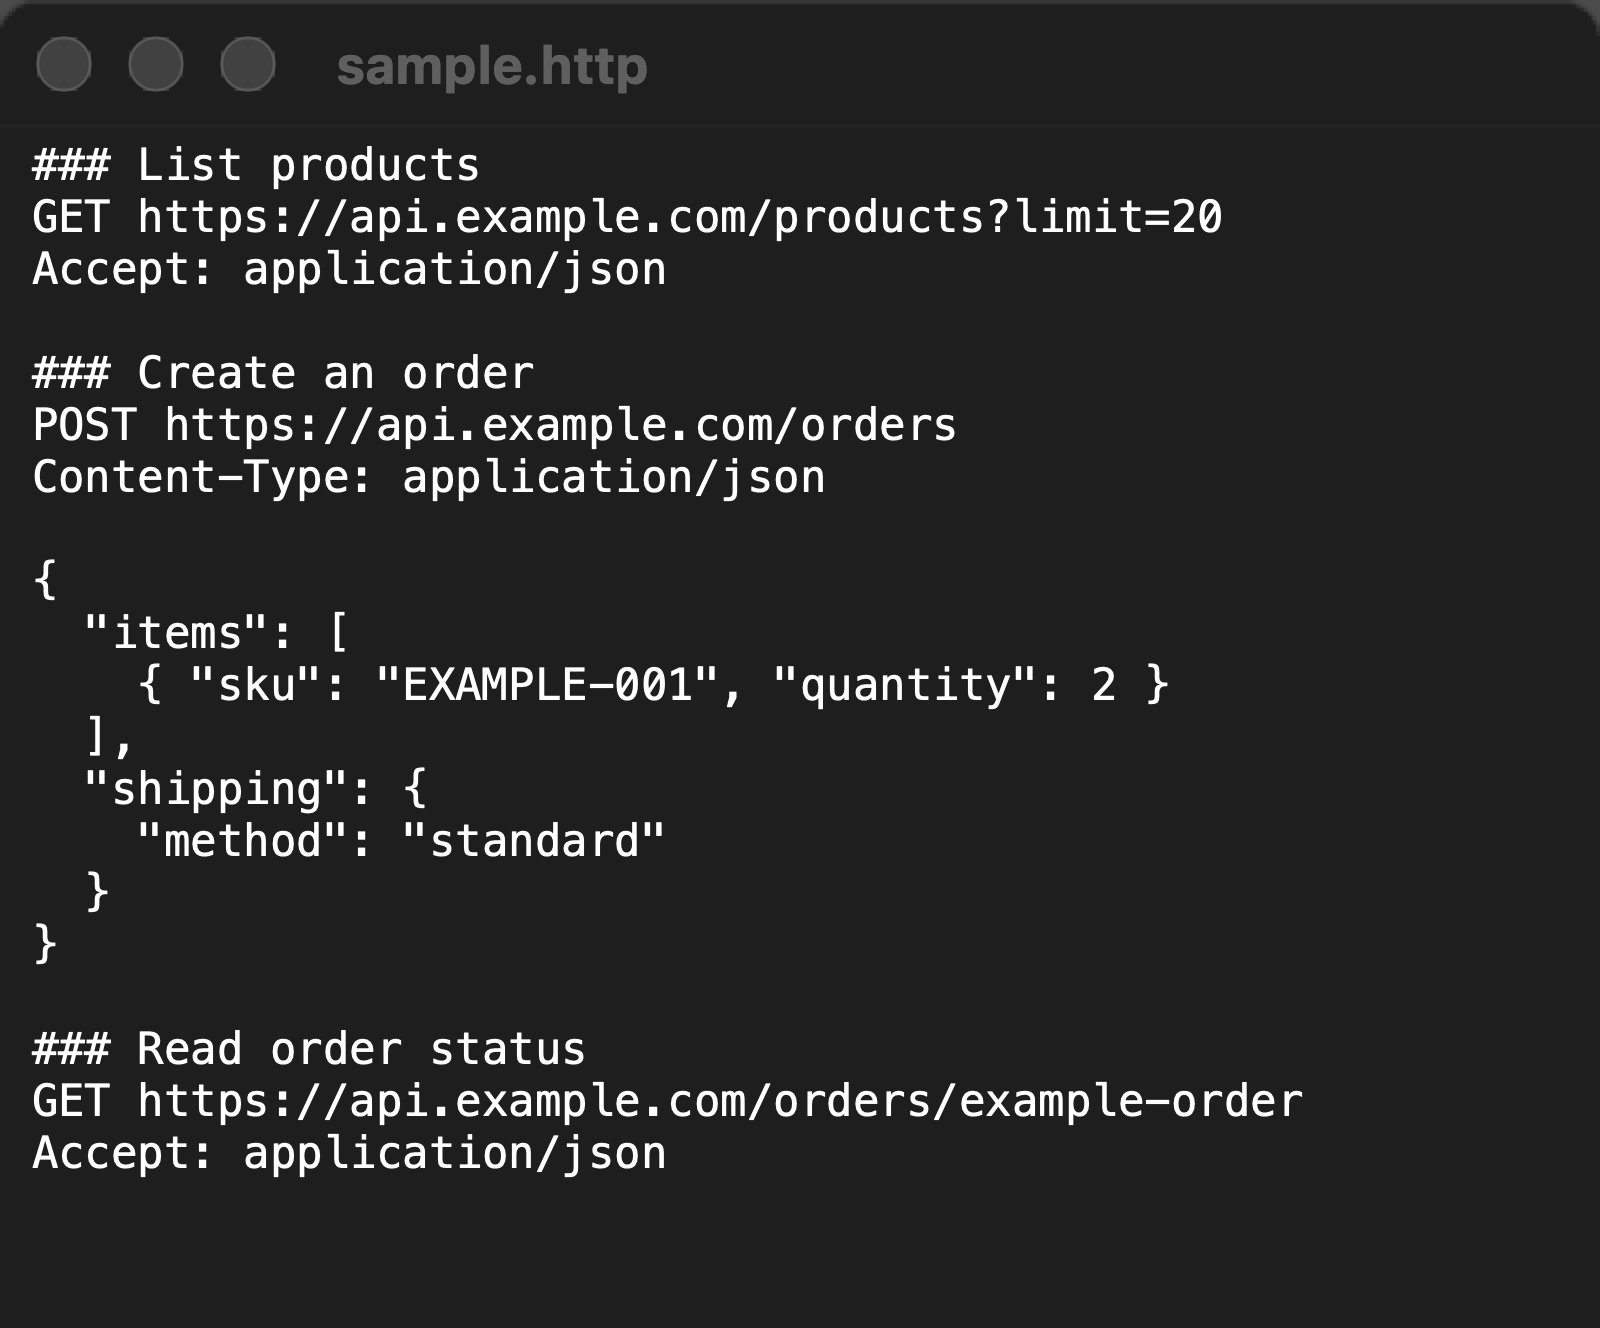 sample.http
### List products
GET https://api.example.com/products?limit=20
Accept: application/json

### Create an order
POST https://api.example.com/orders
Content-Type: application/json

{
  "items": [
    { "sku": "EXAMPLE-001", "quantity": 2 }
  ],
  "shipping": {
    "method": "standard"
  }
}

### Read order status
GET https://api.example.com/orders/example-order
Accept: application/json